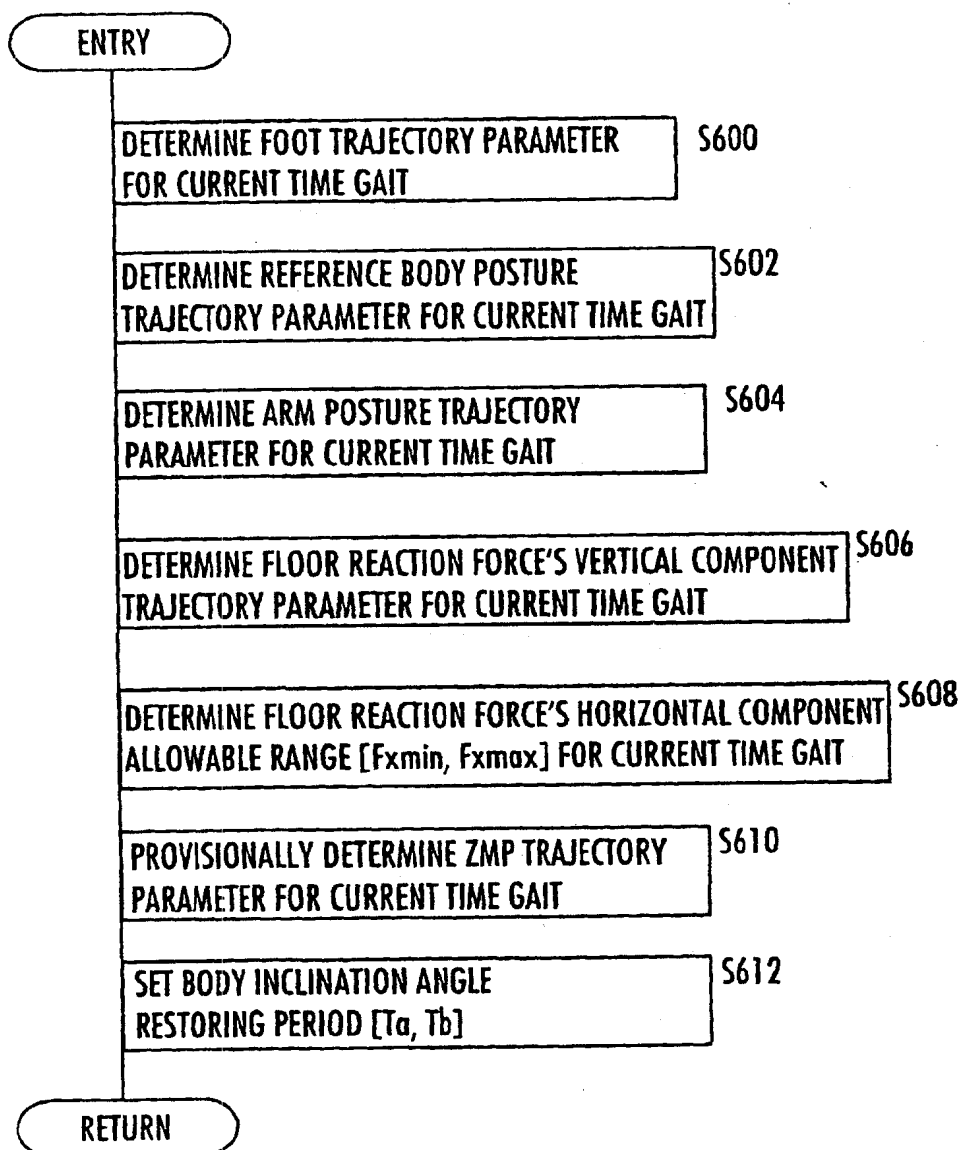 ENTRY
DETERMINE FOOT TRAJECTORY PARAMETER
FOR CURRENT TIME GAIT
S600
DETERMINE REFERENCE BODY POSTURE
TRAJECTORY PARAMETER FOR CURRENT TIME GAIT
S602
DETERMINE ARM POSTURE TRAJECTORY
PARAMETER FOR CURRENT TIME GAIT
S604
DETERMINE FLOOR REACTION FORCE'S VERTICAL COMPONENT
TRAJECTORY PARAMETER FOR CURRENT TIME GAIT
S606
DETERMINE FLOOR REACTION FORCE'S HORIZONTAL COMPONENT
ALLOWABLE RANGE [Fxmin, Fxmax] FOR CURRENT TIME GAIT
S608
PROVISIONALLY DETERMINE ZMP TRAJECTORY
PARAMETER FOR CURRENT TIME GAIT
S610
SET BODY INCLINATION ANGLE
RESTORING PERIOD [Ta, Tb]
S612
RETURN